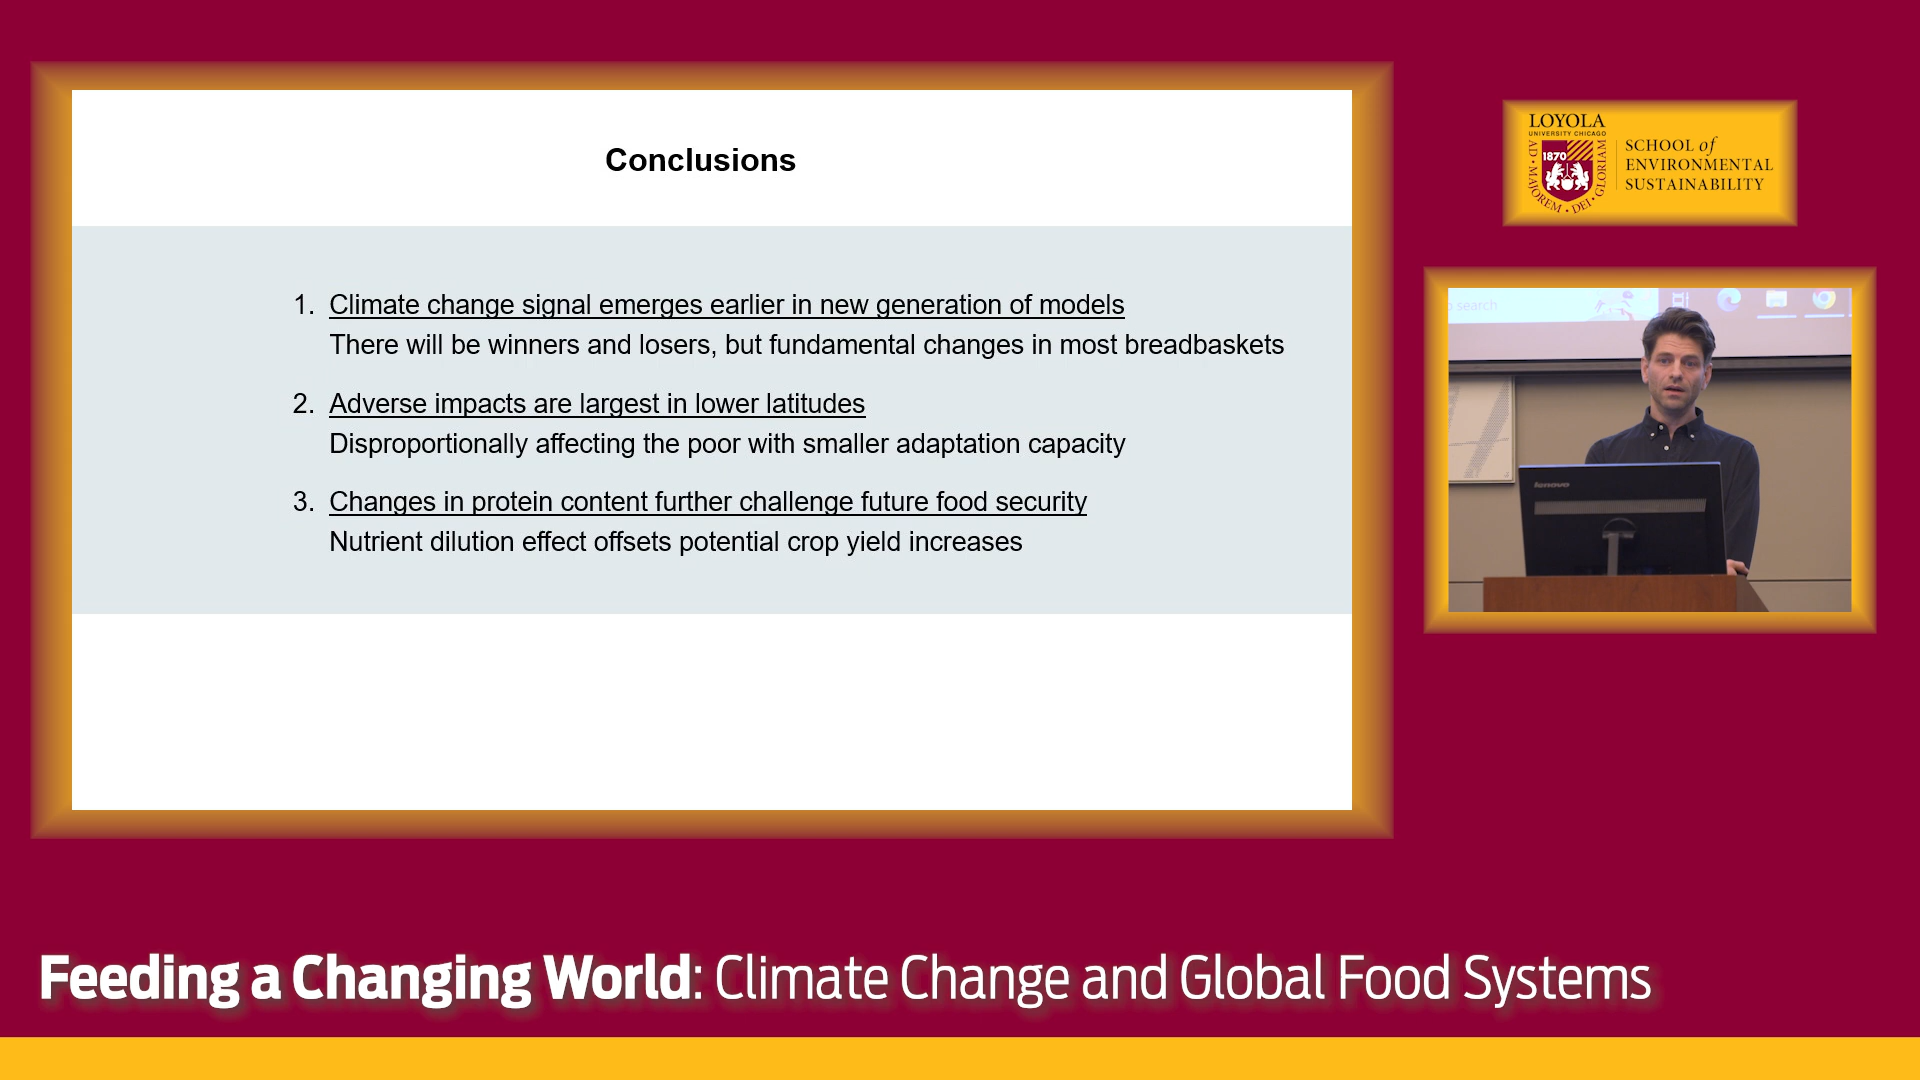 Conclusions
1. Climate change signal emerges earlier in new generation of models
There will be winners and losers, but fundamental changes in most breadbaskets
2. Adverse impacts are largest in lower latitudes
Disproportionally affecting the poor with smaller adaptation capacity
3. Changes in protein content further challenge future food security
Nutrient dilution effect offsets potential crop yield increases
LOYOLA
UNIVERSITY CHICAGO
1870
AD • MAJOREM • DEI • GLORIAM
SCHOOL of
ENVIRONMENTAL
SUSTAINABILITY
search
lenovo
Feeding a Changing World: Climate Change and Global Food Systems